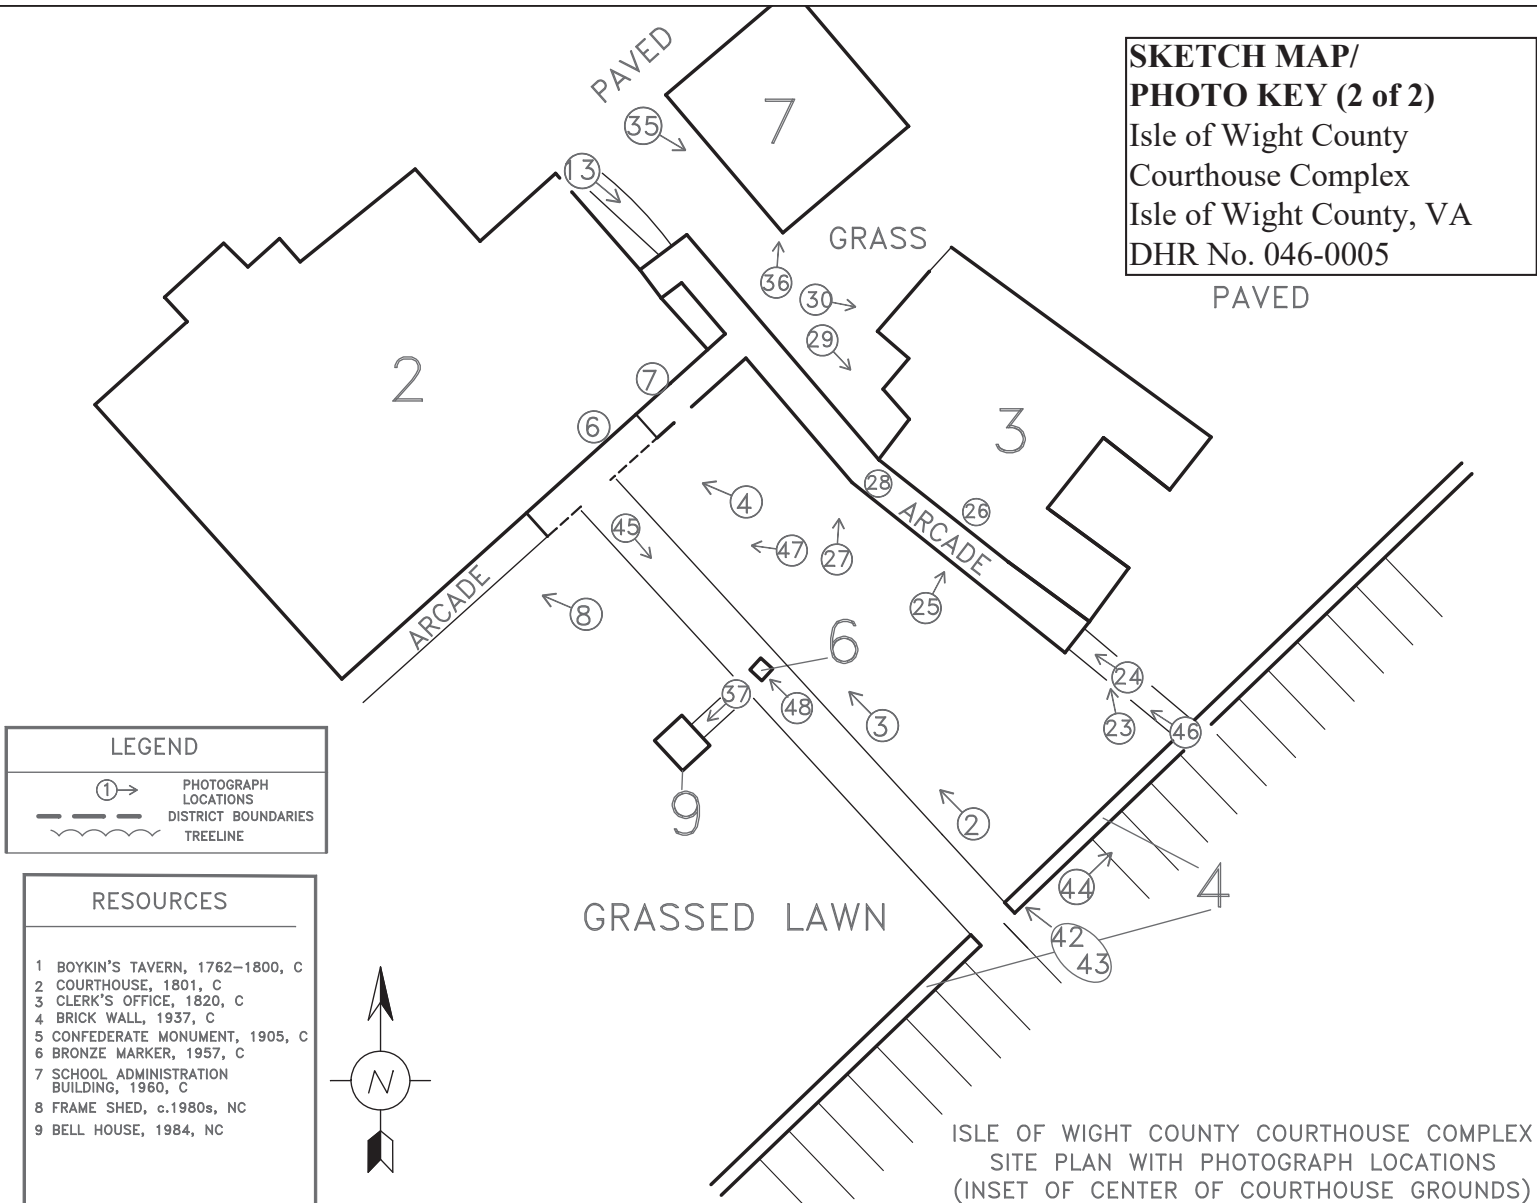 SKETCH MAP/
PHOTO KEY (2 of 2)
Isle of Wight County
Courthouse Complex
Isle of Wight County, VA
DHR No. 046-0005
PAVED
PAVED
35
7
13
GRASS
36
30
29
2
3
7
6
28
26
ARCADE
4
45
47
27
25
8
ARCADE
6
24
37
48
3
23
46
9
2
44
4
42
43
GRASSED LAWN
LEGEND
1 PHOTOGRAPH
LOCATIONS
DISTRICT BOUNDARIES
TREELINE
RESOURCES
1 BOYKIN'S TAVERN, 1762-1800, C
2 COURTHOUSE, 1801, C
3 CLERK'S OFFICE, 1820, C
4 BRICK WALL, 1937, C
5 CONFEDERATE MONUMENT, 1905, C
6 BRONZE MARKER, 1957, C
7 SCHOOL ADMINISTRATION
BUILDING, 1960, C
8 FRAME SHED, c.1980s, NC
9 BELL HOUSE, 1984, NC
N
ISLE OF WIGHT COUNTY COURTHOUSE COMPLEX
SITE PLAN WITH PHOTOGRAPH LOCATIONS
(INSET OF CENTER OF COURTHOUSE GROUNDS)